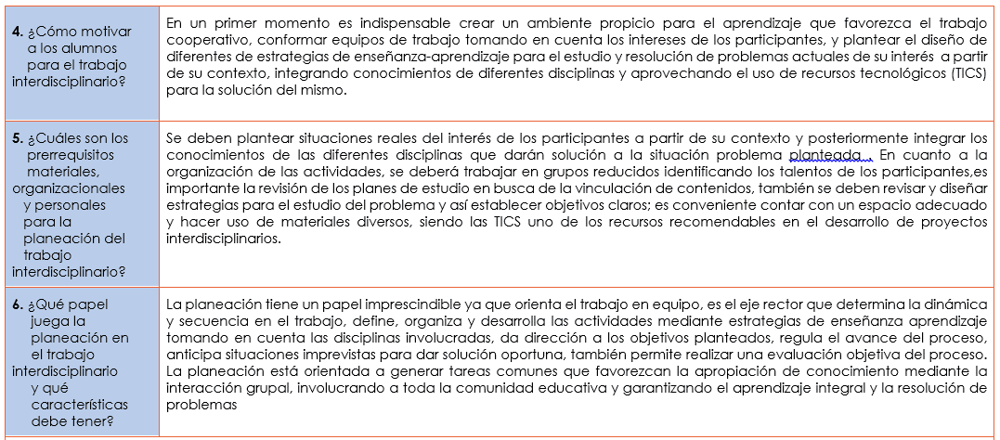 4. ¿Cómo motivar
a los alumnos
para el trabajo
interdisciplinario?
En un primer momento es indispensable crear un ambiente propicio para el aprendizaje que favorezca el trabajo
cooperativo, conformar equipos de trabajo tomando en cuenta los intereses de los participantes, y plantear el diseño de
diferentes de estrategias de enseñanza-aprendizaje para el estudio y resolución de problemas actuales de su interés a partir
de su contexto, integrando conocimientos de diferentes disciplinas y aprovechando el uso de recursos tecnológicos (TICS)
para la solución del mismo.
5. ¿Cuáles son los
prerrequisitos
materiales,
organizacionales
y personales
para la
planeación del
trabajo
interdisciplinario?
Se deben plantear situaciones reales del interés de los participantes a partir de su contexto y posteriormente integrar los
conocimientos de las diferentes disciplinas que darán solución a la situación problema planteada.. En cuanto a la
organización de las actividades, se deberá trabajar en grupos reducidos identificando los talentos de los participantes,es
importante la revisión de los planes de estudio en busca de la vinculación de contenidos, también se deben revisar y diseñar
estrategias para el estudio del problema y así establecer objetivos claros; es conveniente contar con un espacio adecuado
y hacer uso de materiales diversos, siendo las TICS uno de los recursos recomendables en el desarrollo de proyectos
interdisciplinarios.
6. ¿Qué papel
juega la
planeación en
el trabajo
interdisciplinario
y qué
características
debe tener?
La planeación tiene un papel imprescindible ya que orienta el trabajo en equipo, es el eje rector que determina la dinámica
y secuencia en el trabajo, define, organiza y desarrolla las actividades mediante estrategias de enseñanza aprendizaje
tomando en cuenta las disciplinas involucradas, da dirección a los objetivos planteados, regula el avance del proceso,
anticipa situaciones imprevistas para dar solución oportuna, también permite realizar una evaluación objetiva del proceso.
La planeación está orientada a generar tareas comunes que favorezcan la apropiación de conocimiento mediante la
interacción grupal, involucrando a toda la comunidad educativa y garantizando el aprendizaje integral y la resolución de
problemas